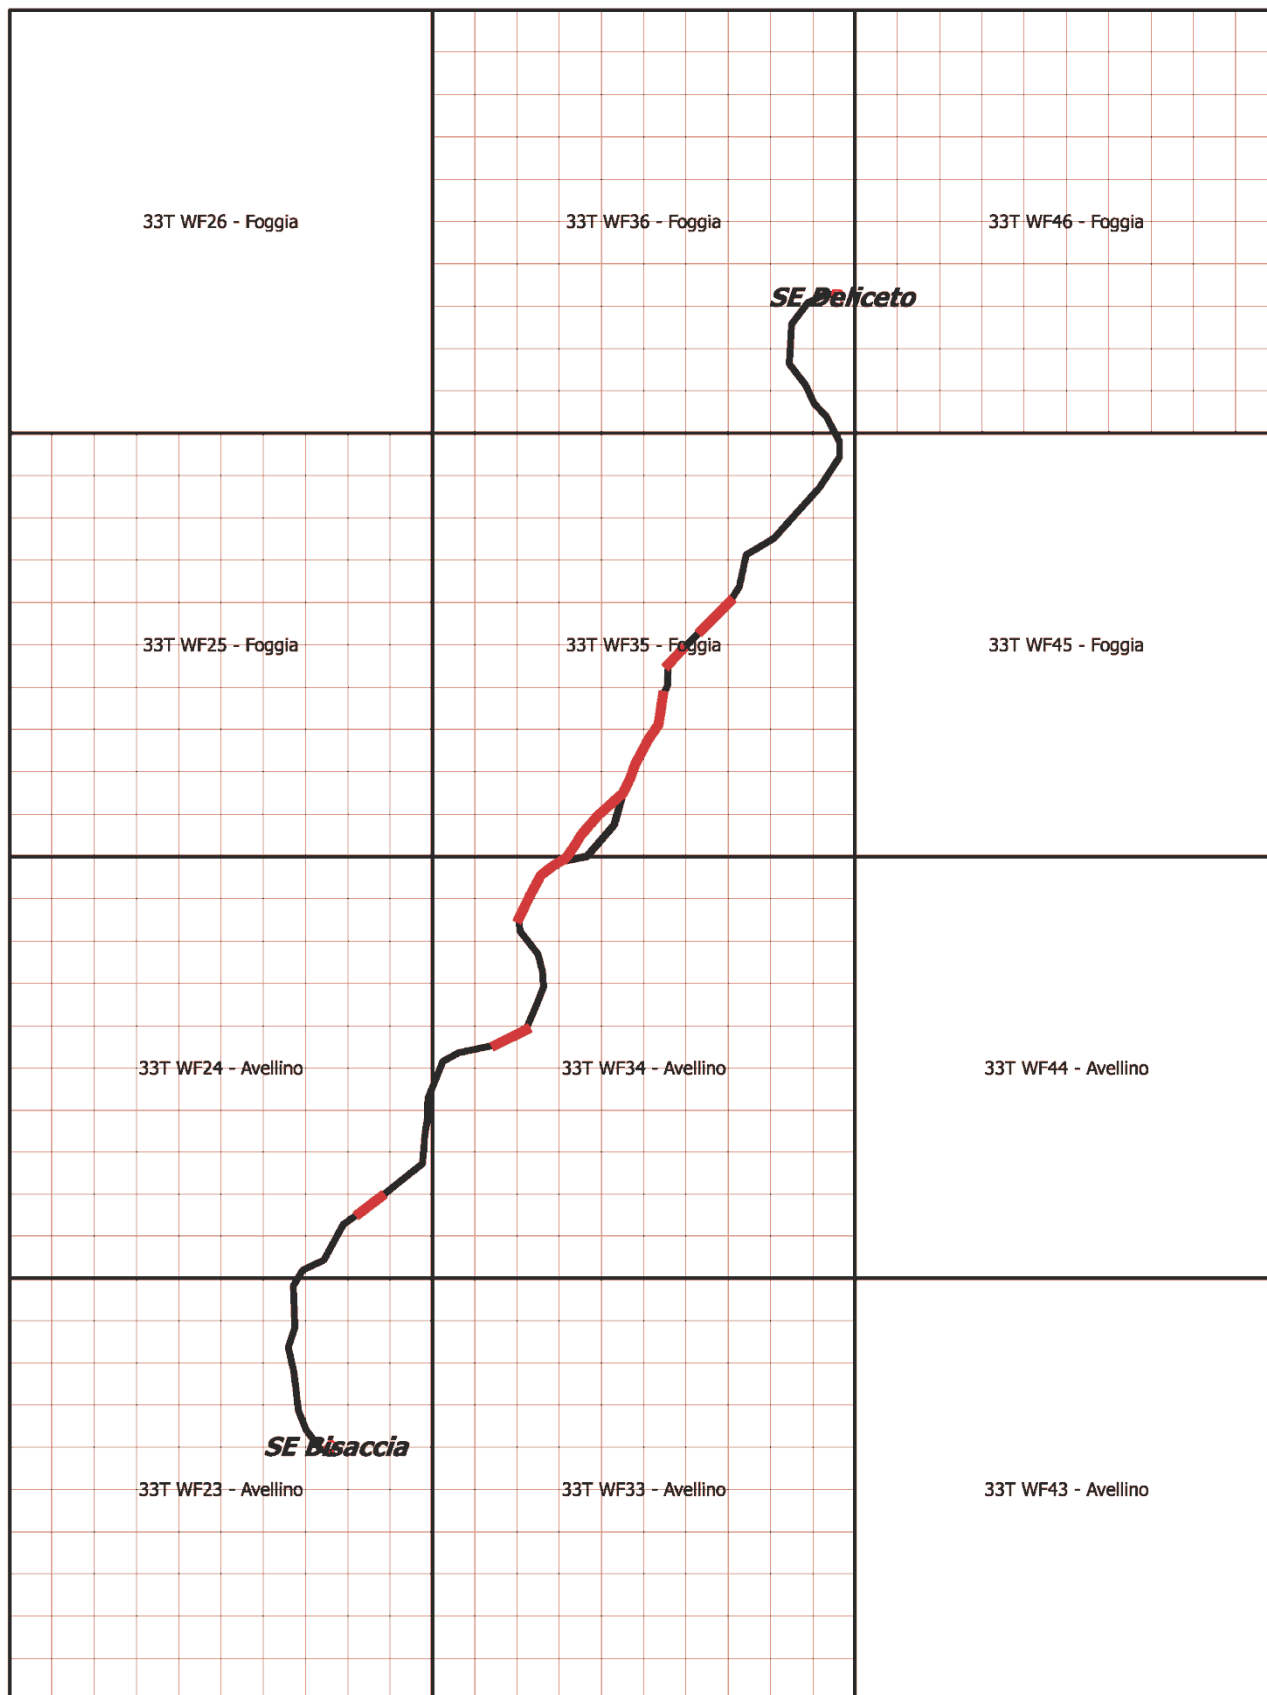 33T WF26 - Foggia
33T WF36 - Foggia
33T WF46 - Foggia
SE Deliceto
33T WF25 - Foggia
33T WF35 - Foggia
33T WF45 - Foggia
33T WF24 - Avellino
33T WF34 - Avellino
33T WF44 - Avellino
SE Bisaccia
33T WF23 - Avellino
33T WF33 - Avellino
33T WF43 - Avellino